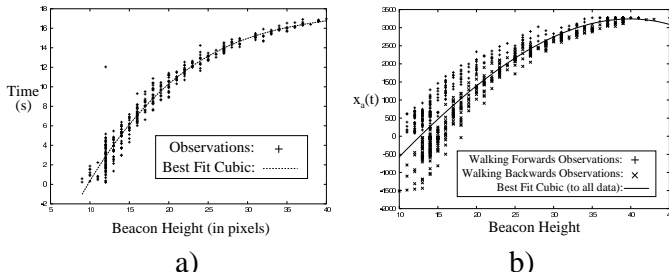 18
16
14
12
10
8
6
4
2
0
-2
Time
(s)
Observations: +
Best Fit Cubic:
5 10 15 20 25 30 35 40
Beacon Height (in pixels)
a)
3500
3000
2500
2000
1500
1000
500
0
-500
-1000
-1500
-2000
xₐ(t)
Walking Forwards Observations: +
Walking Backwards Observations: ×
Best Fit Cubic (to all data):
10 15 20 25 30 35 40 45
Beacon Height
b)